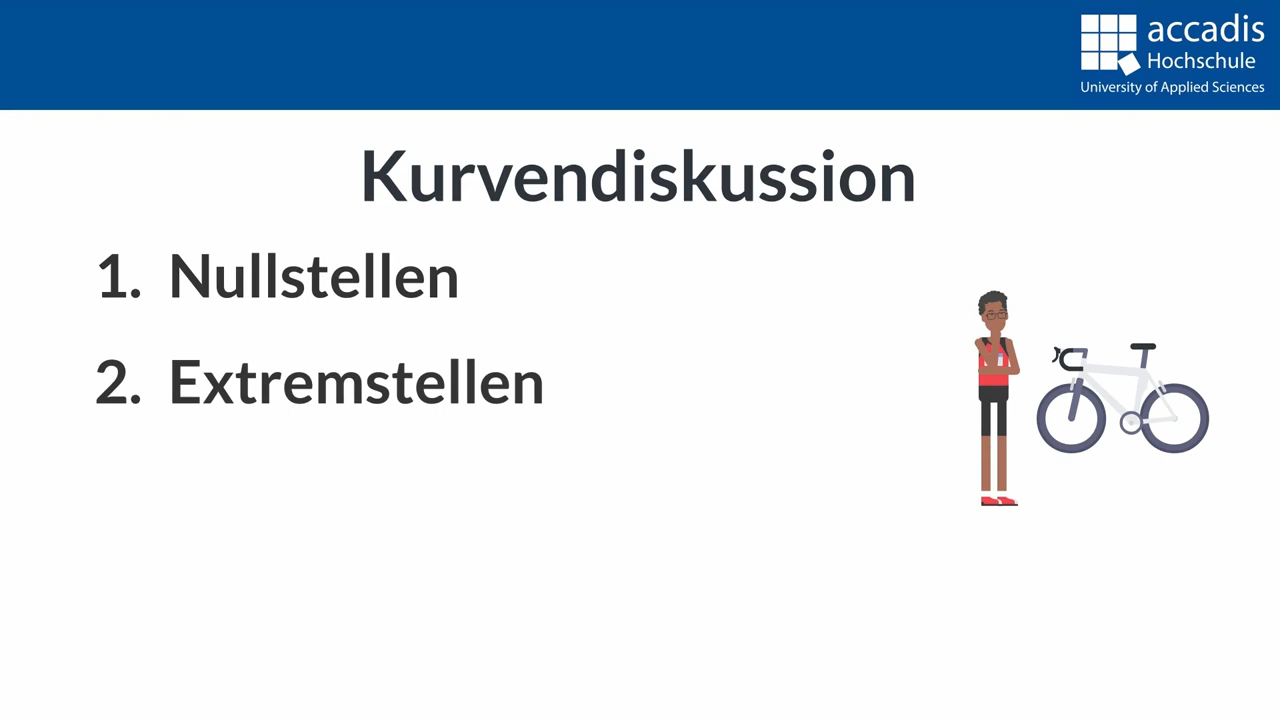 accadis
Hochschule
University of Applied Sciences
Kurvendiskussion
1. Nullstellen
2. Extremstellen